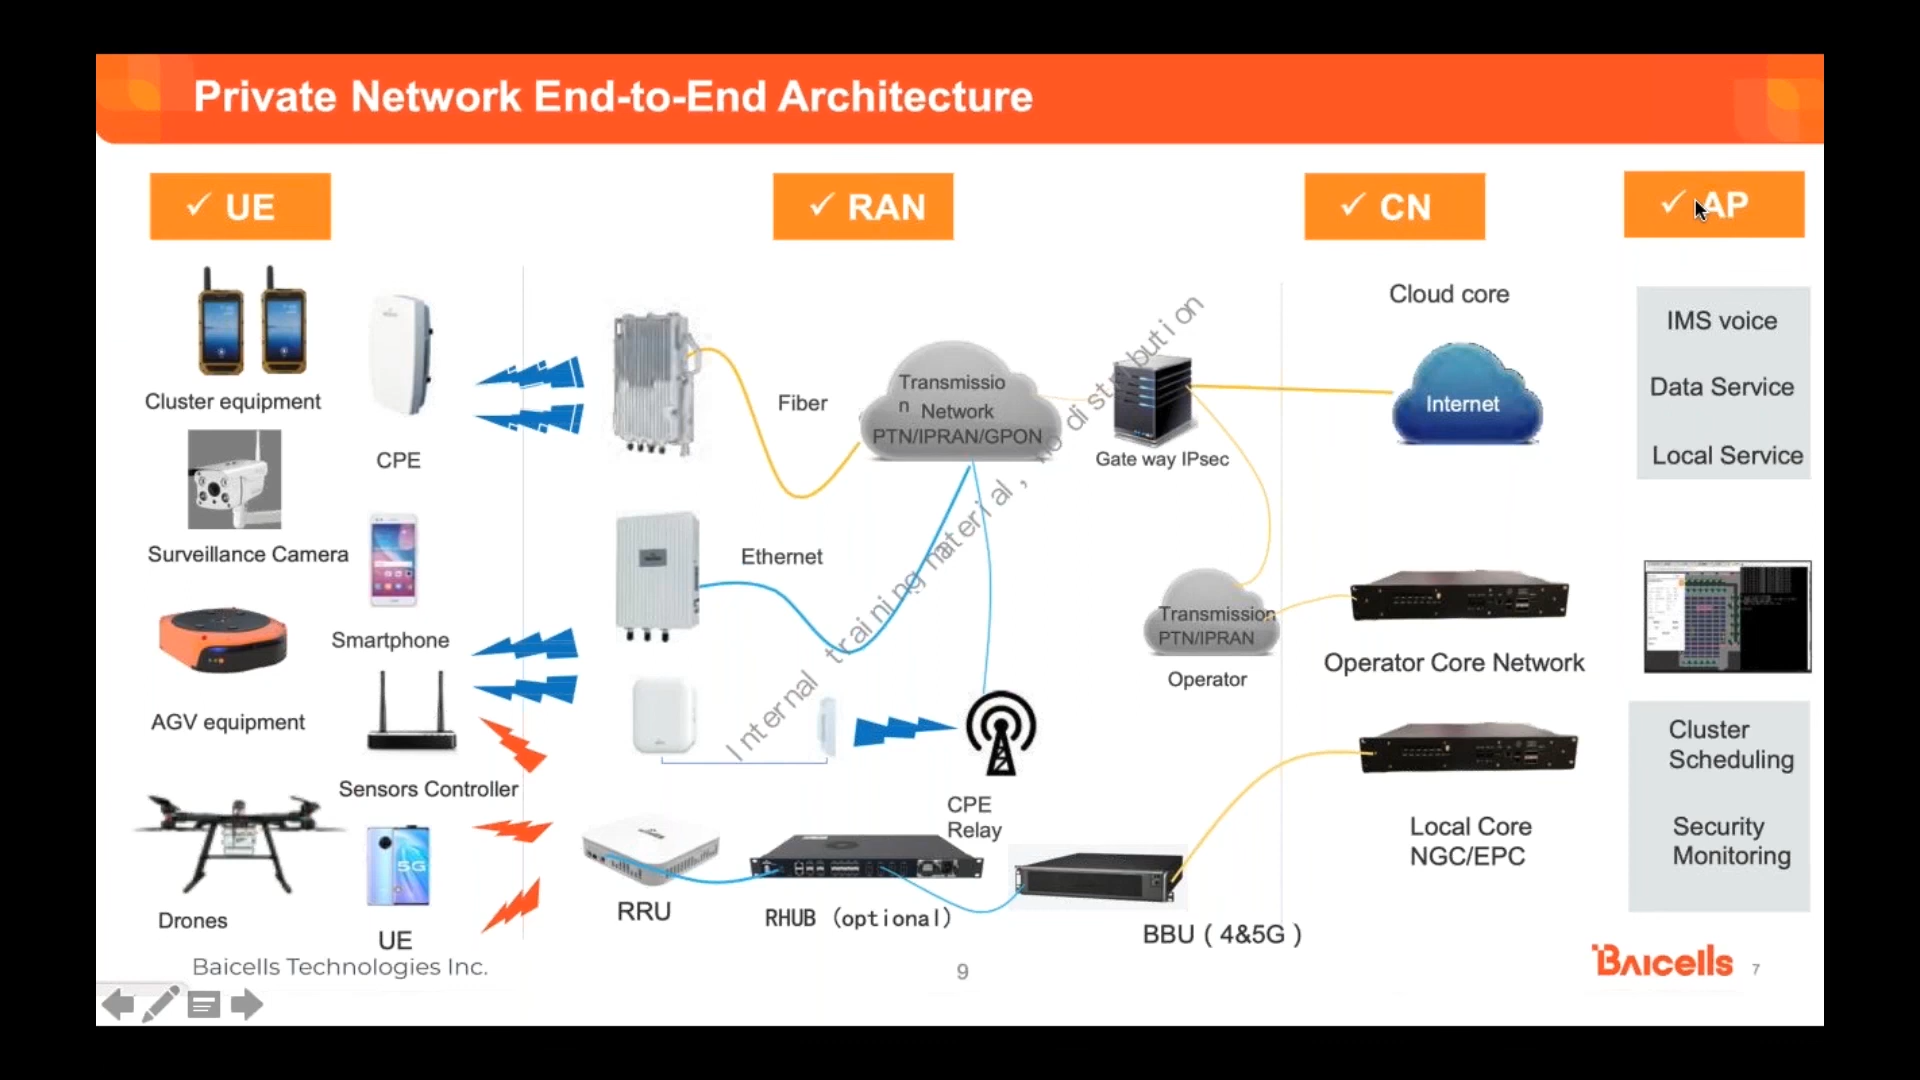 Private Network End-to-End Architecture
✓ UE
✓ RAN
✓ CN
✓ AP
Cluster equipment
CPE
Surveillance Camera
Smartphone
AGV equipment
Sensors Controller
Drones
UE
5G
Fiber
Ethernet
Transmissio
n Network
PTN/IPRAN/GPON
Gate way IPsec
Transmission
PTN/IPRAN
Operator
CPE
Relay
RRU
RHUB (optional)
BBU ( 4&5G )
Internal training material, no distribution
Cloud core
Internet
Operator Core Network
Local Core
NGC/EPC
IMS voice
Data Service
Local Service
Cluster
Scheduling
Security
Monitoring
Baicells Technologies Inc.
9
Baicells
7